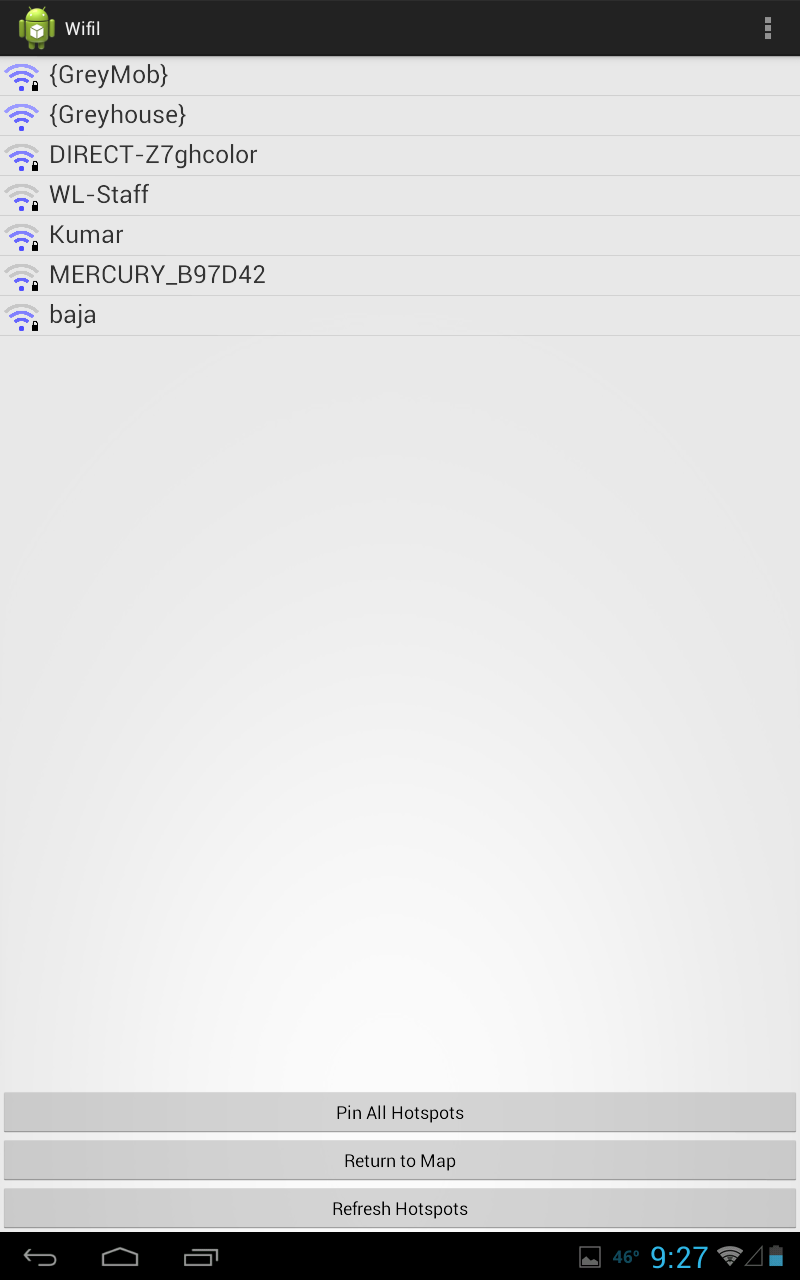 Wifil
{GreyMob}
{Greyhouse}
DIRECT-Z7ghcolor
WL-Staff
Kumar
MERCURY_B97D42
baja
Pin All Hotspots
Return to Map
Refresh Hotspots
46° 9:27